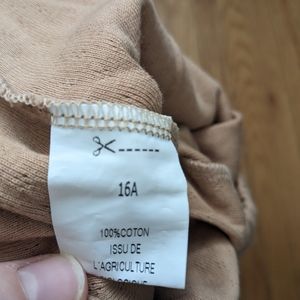 16A
100%COTON
ISSU DE
L'AGRICULTURE